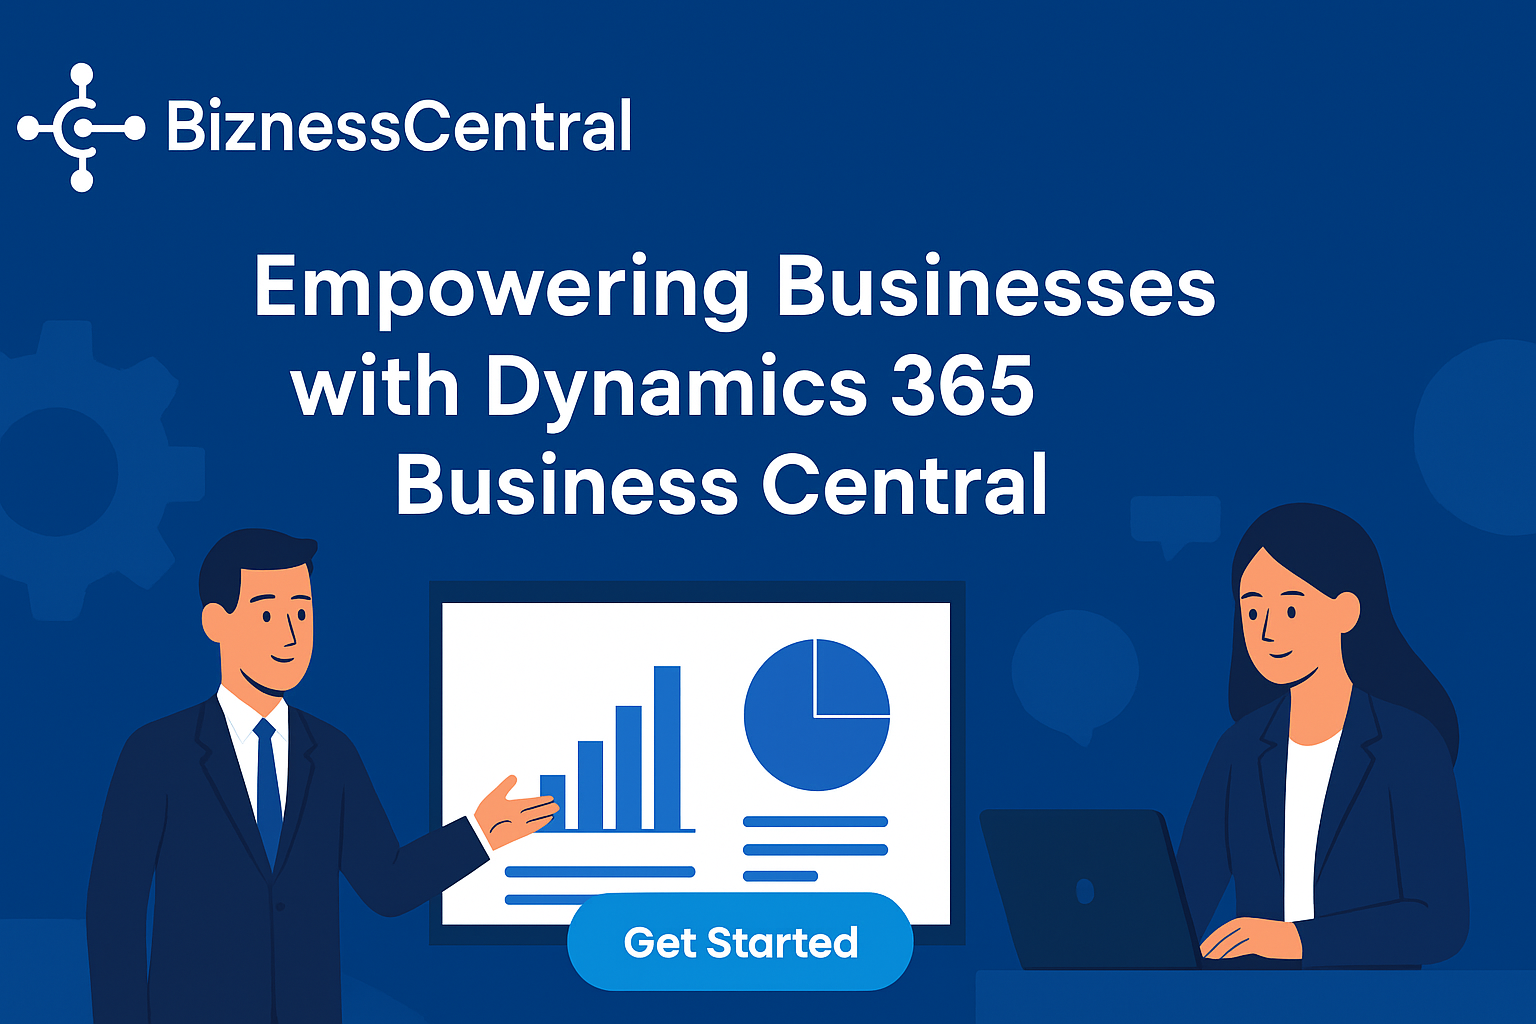 BiznessCentral
Empowering Businesses
with Dynamics 365
Business Central
Get Started